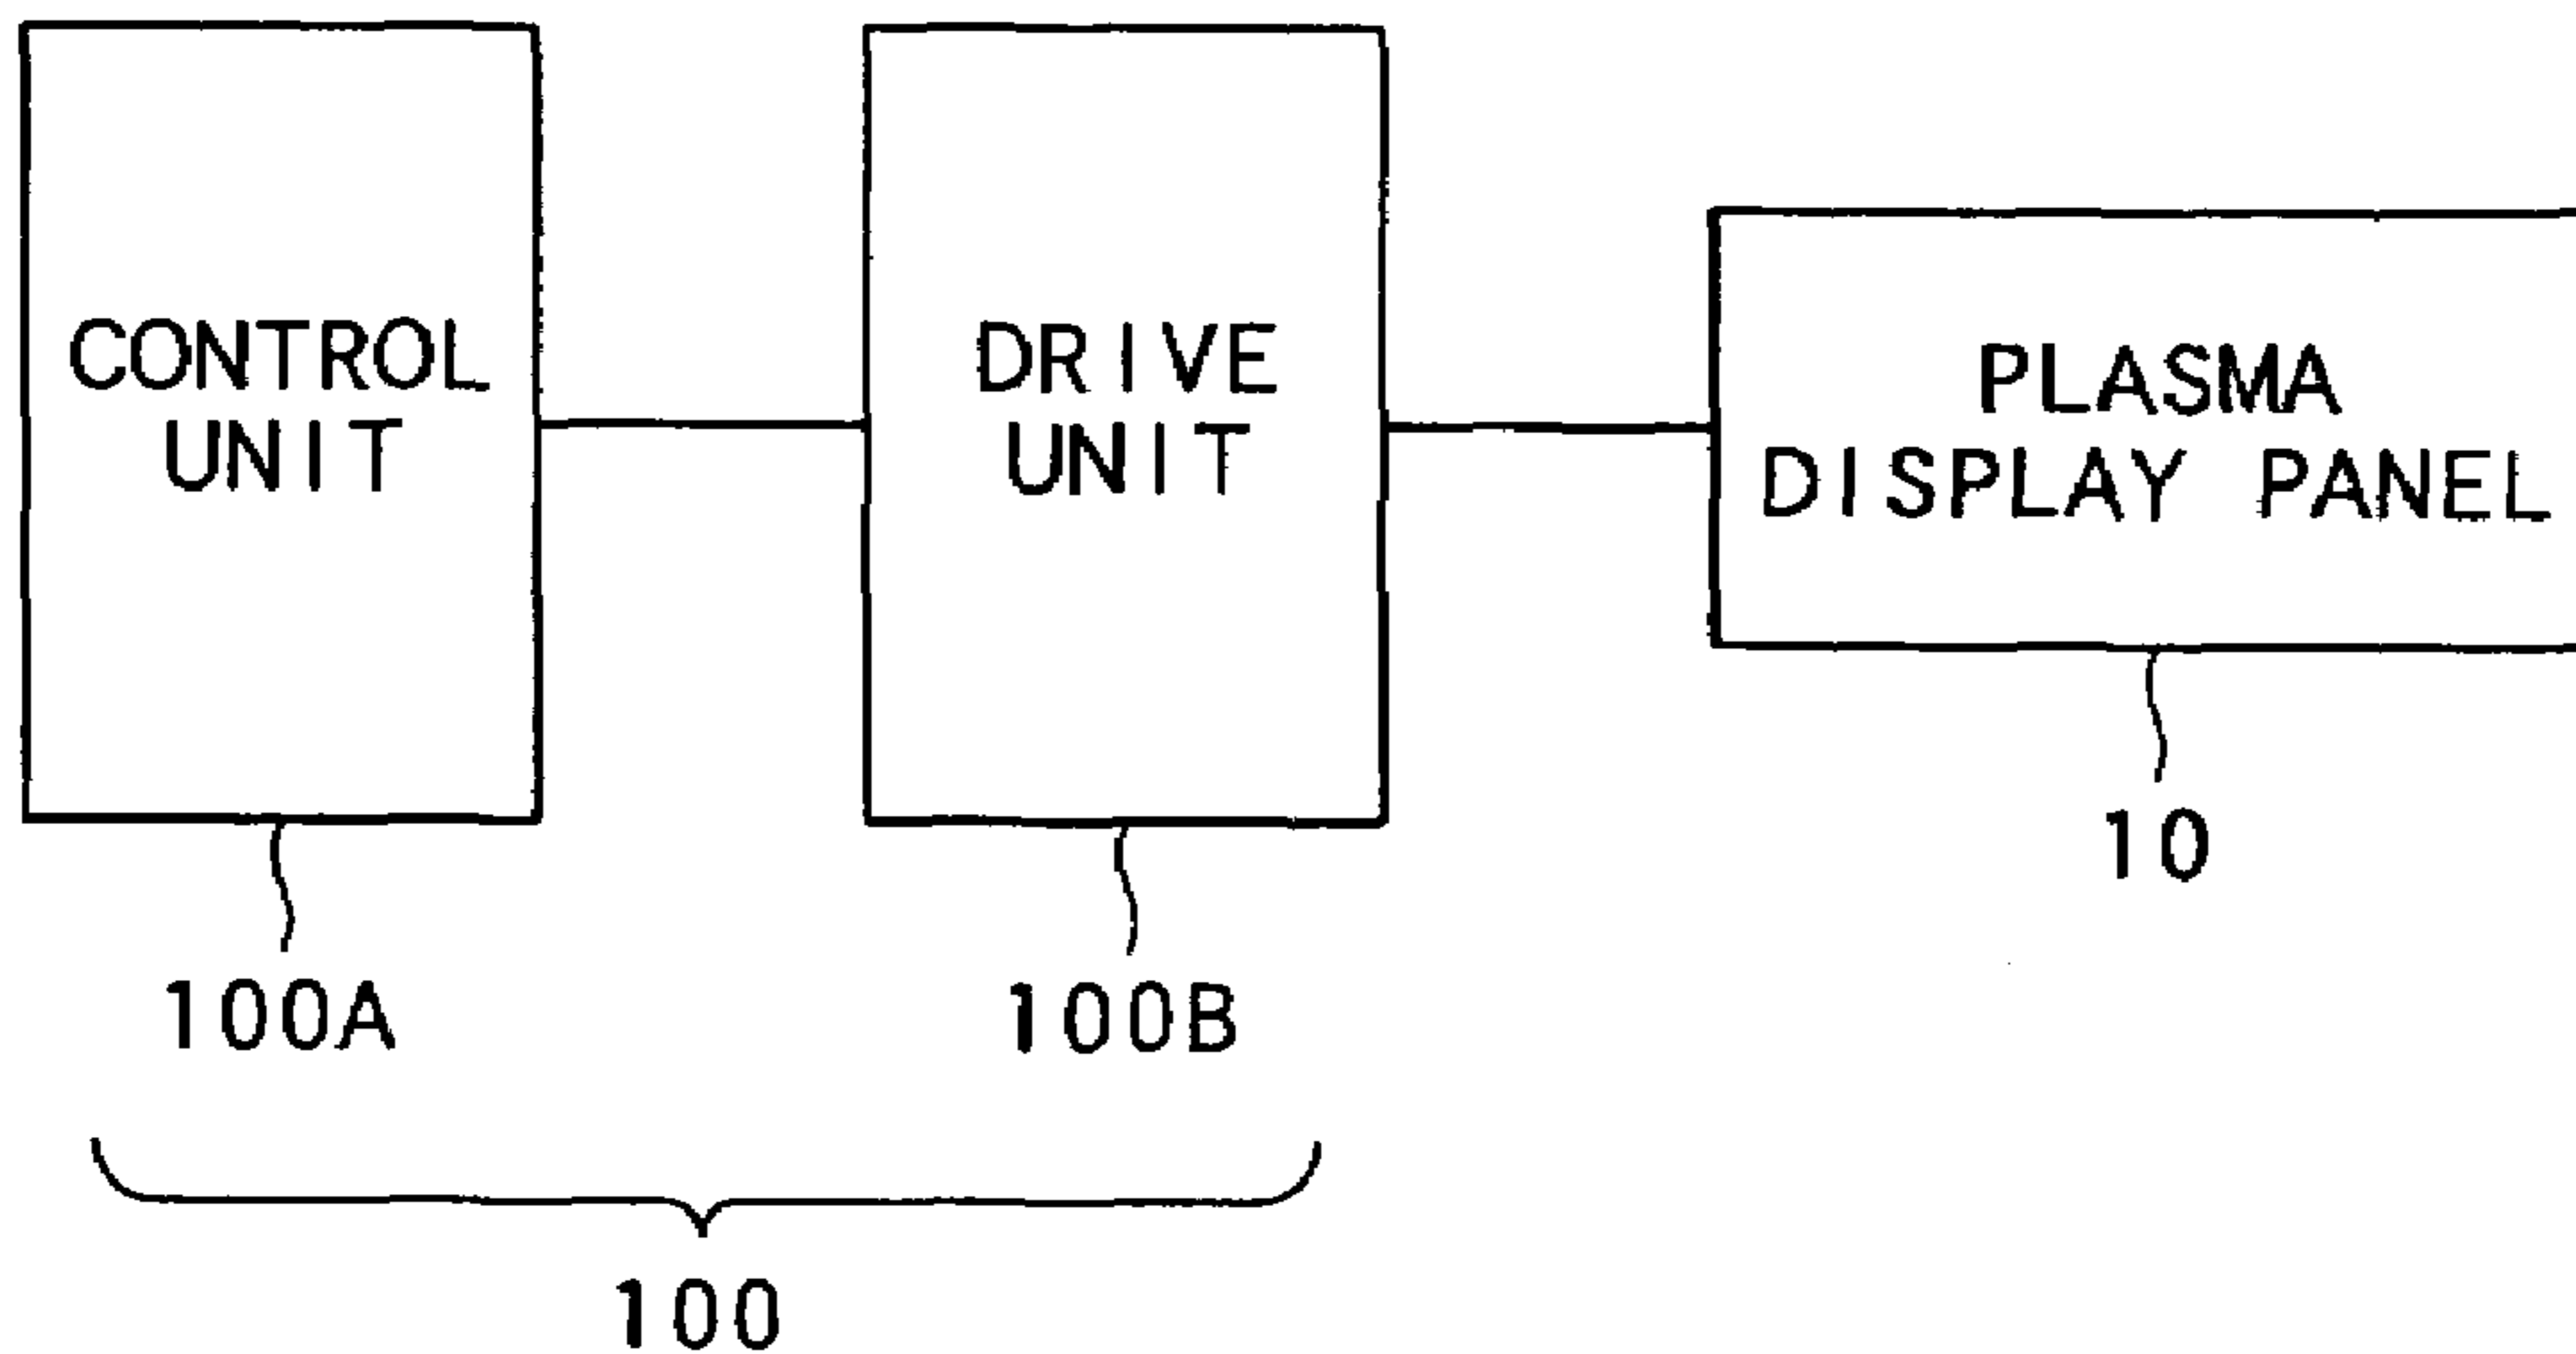 CONTROL
UNIT
DRIVE
UNIT
PLASMA
DISPLAY PANEL
10
100A
100B
100